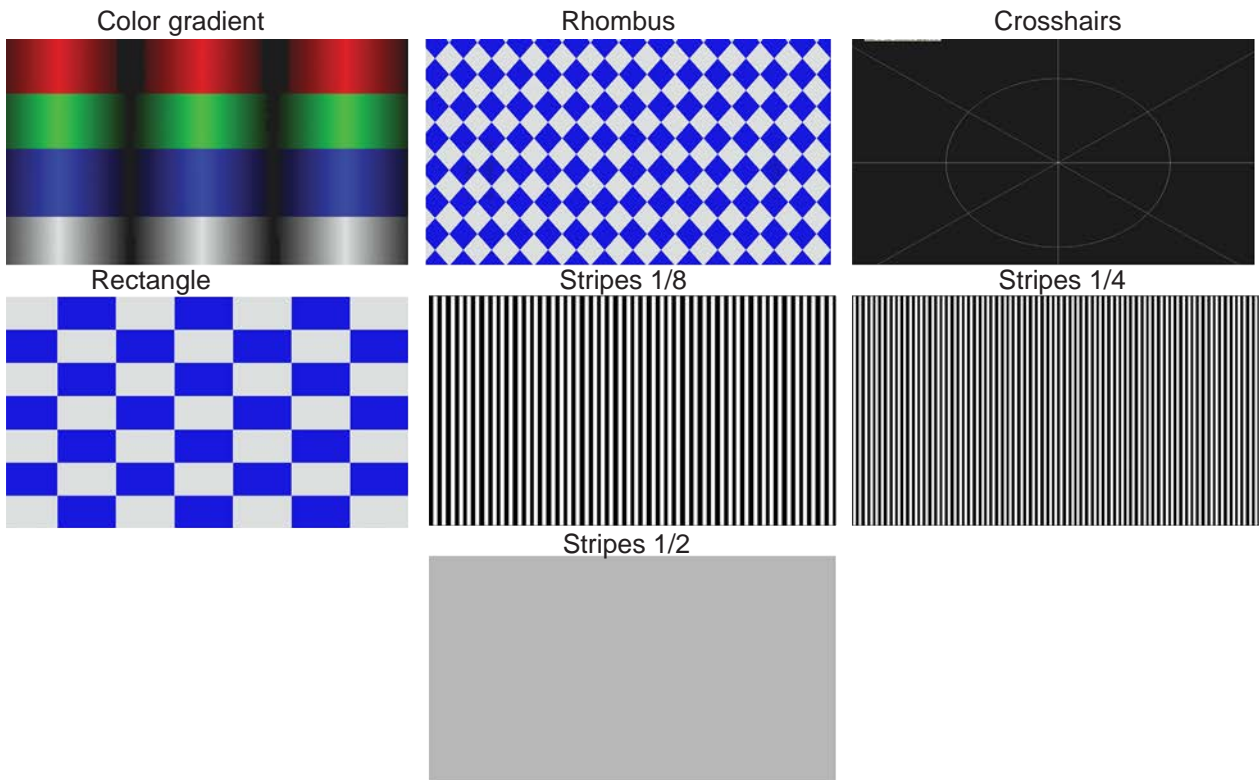 Color gradient
Rhombus
Crosshairs
Rectangle
Stripes 1/8
Stripes 1/4
Stripes 1/2